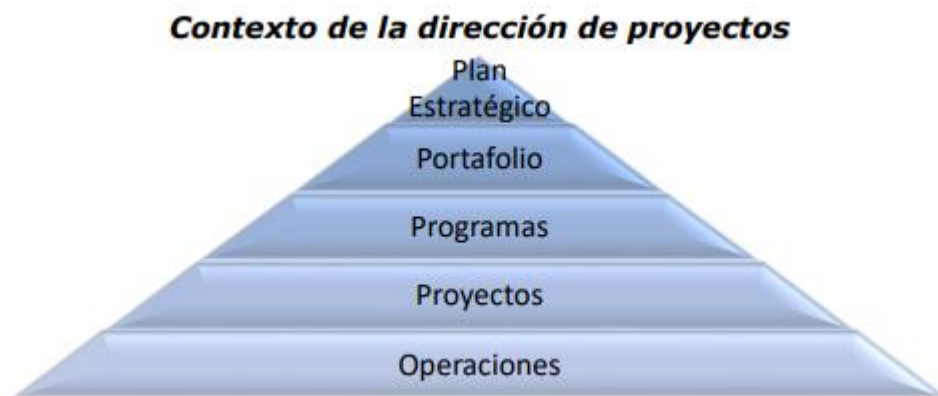 Contexto de la dirección de proyectos
Plan
Estratégico
Portafolio
Programas
Proyectos
Operaciones